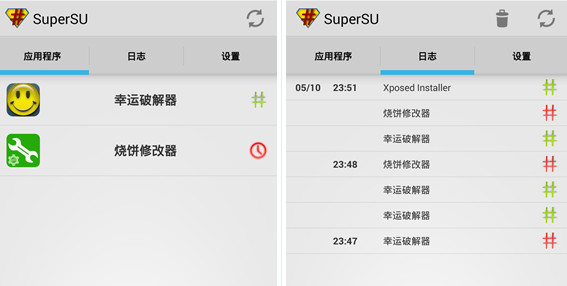 SuperSU
应用程序 日志 设置
幸运破解器
烧饼修改器
SuperSU
应用程序 日志 设置
05/10 23:51 Xposed Installer
烧饼修改器
幸运破解器
23:48 烧饼修改器
幸运破解器
幸运破解器
23:47 幸运破解器